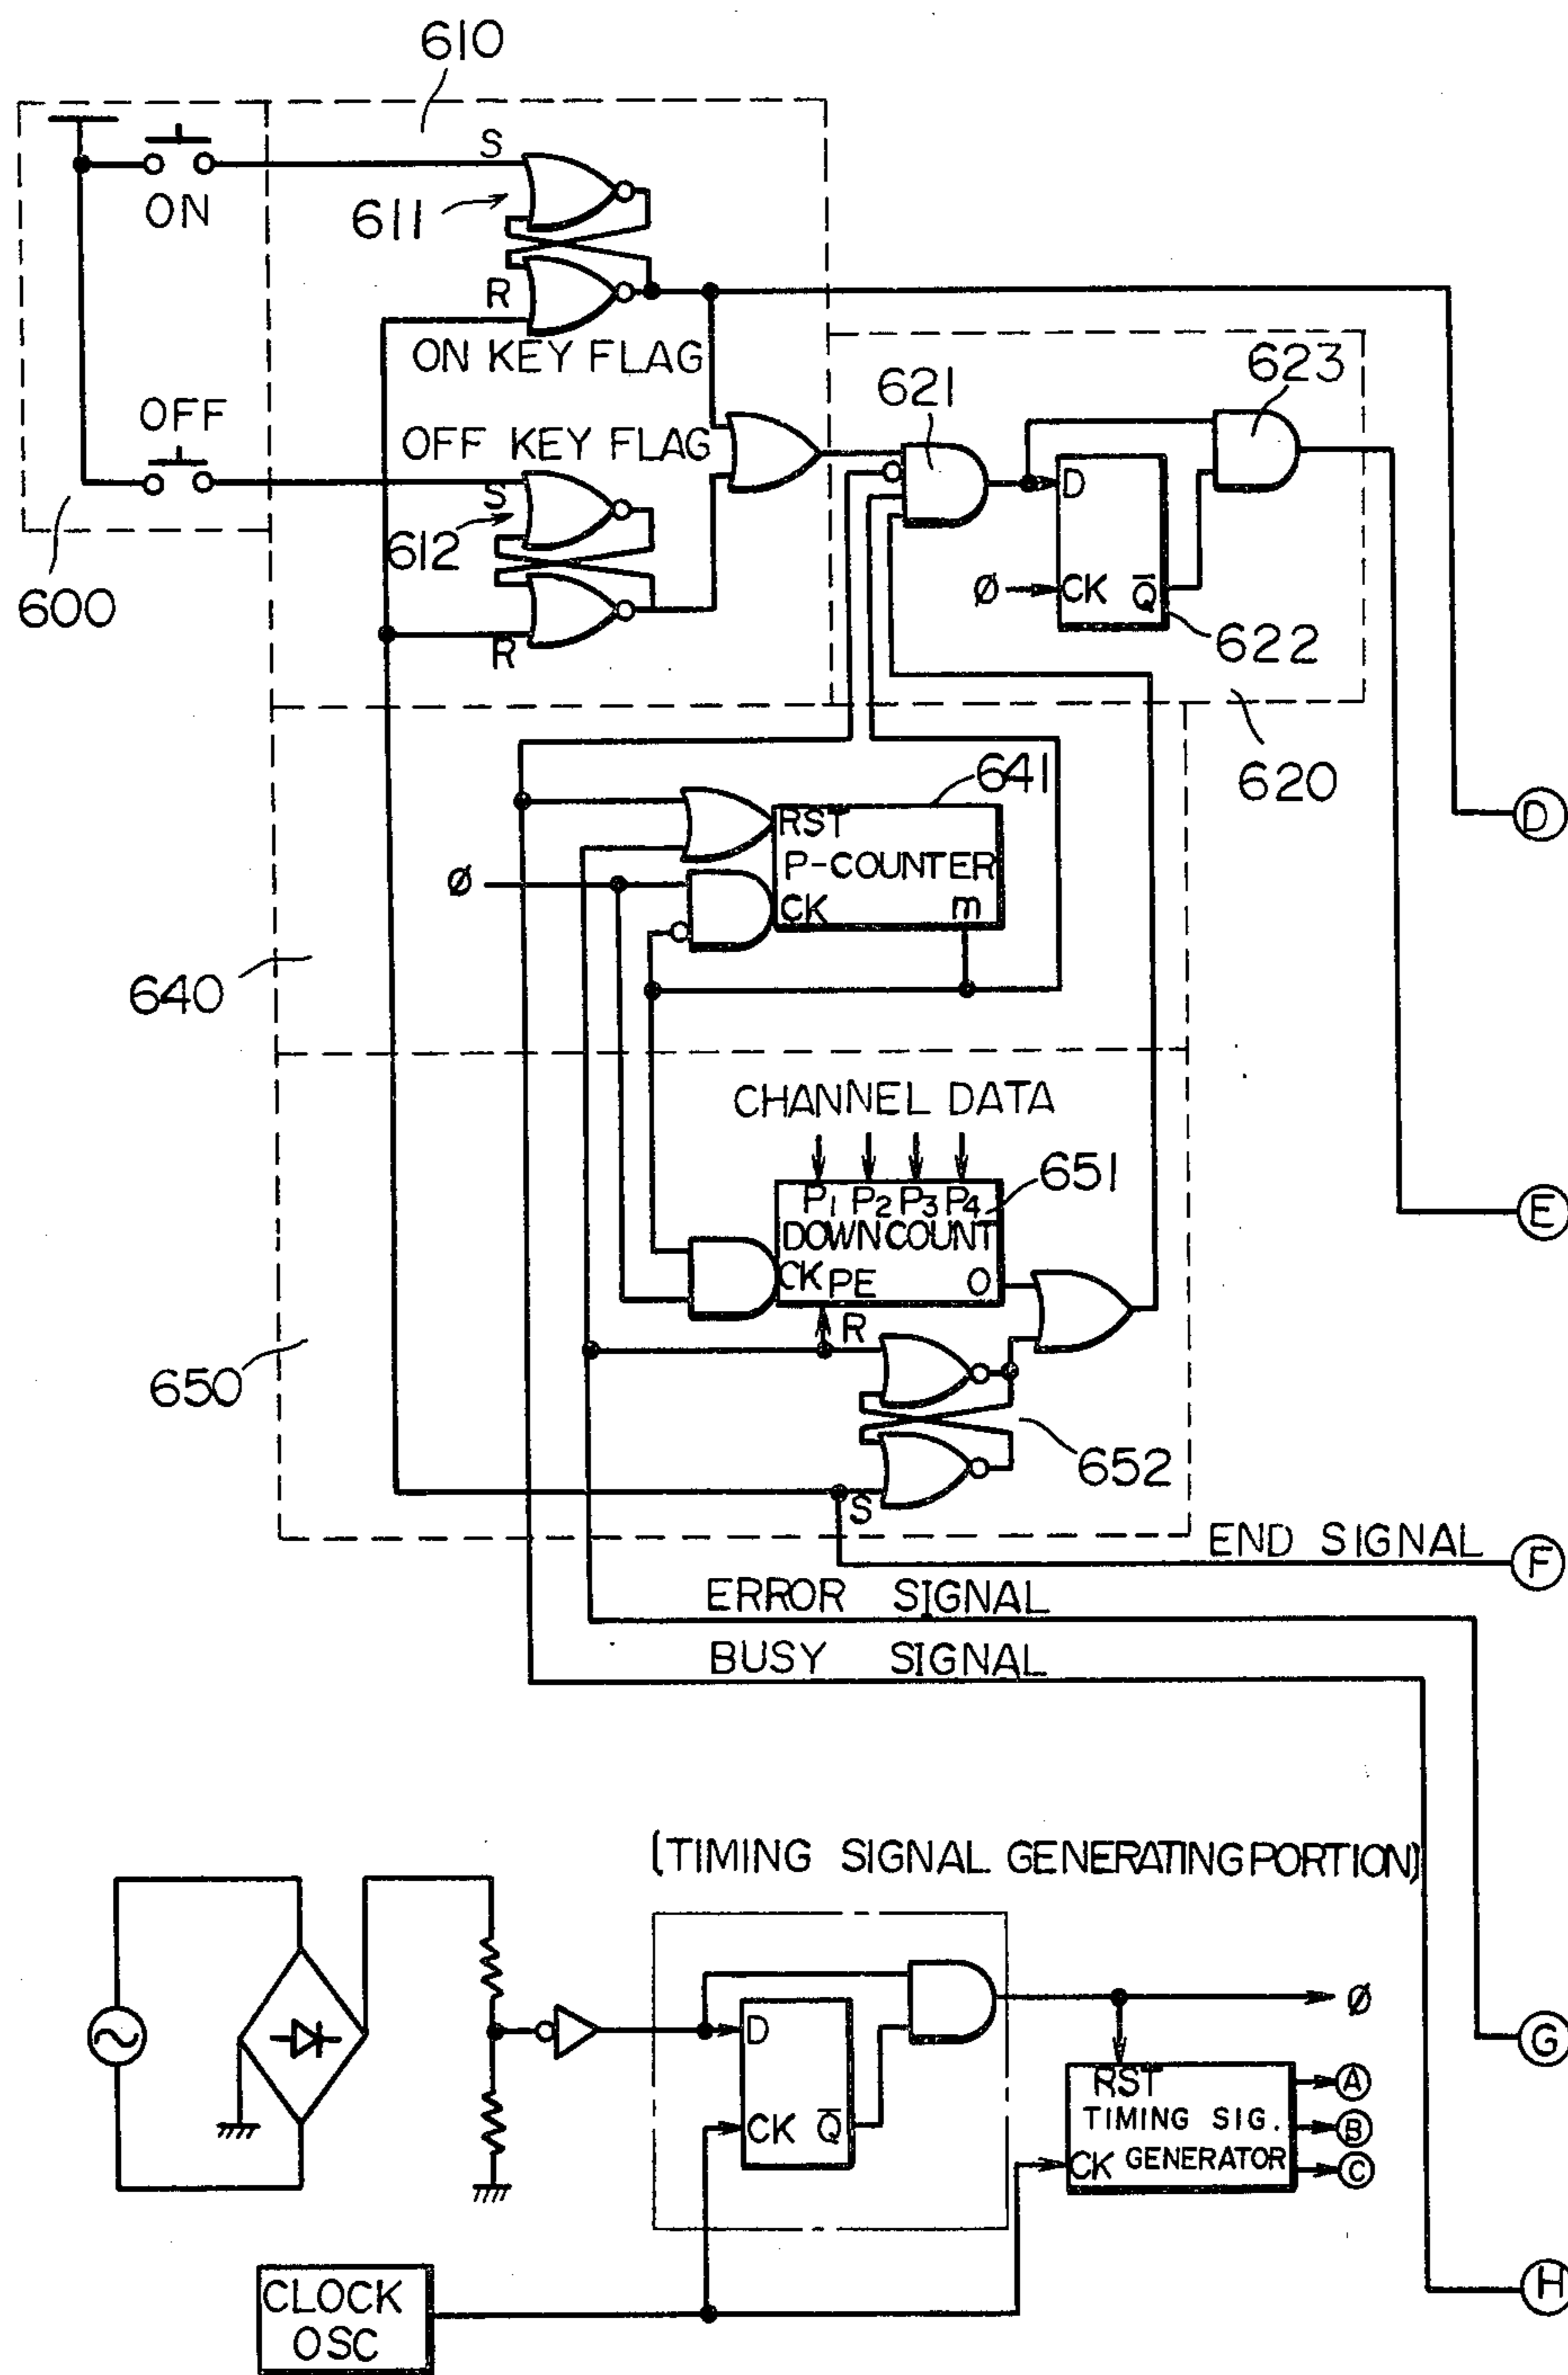 610
S
ON
611
R
ON KEY FLAG
623
621
OFF
OFF KEY FLAG
D
S
612
600
Ø
CK Q̅
622
R
620
641
RST
P-COUNTER
D
Ø
CK m
640
CHANNEL DATA
651
P1 P2 P3 P4
DOWN COUNT
E
CK PE O
R
650
652
S
END SIGNAL
F
ERROR SIGNAL
BUSY SIGNAL
(TIMING SIGNAL GENERATING PORTION)
D
Ø
G
RST
A
CK Q̅
TIMING SIG.
B
CK GENERATOR
C
CLOCK
OSC
H